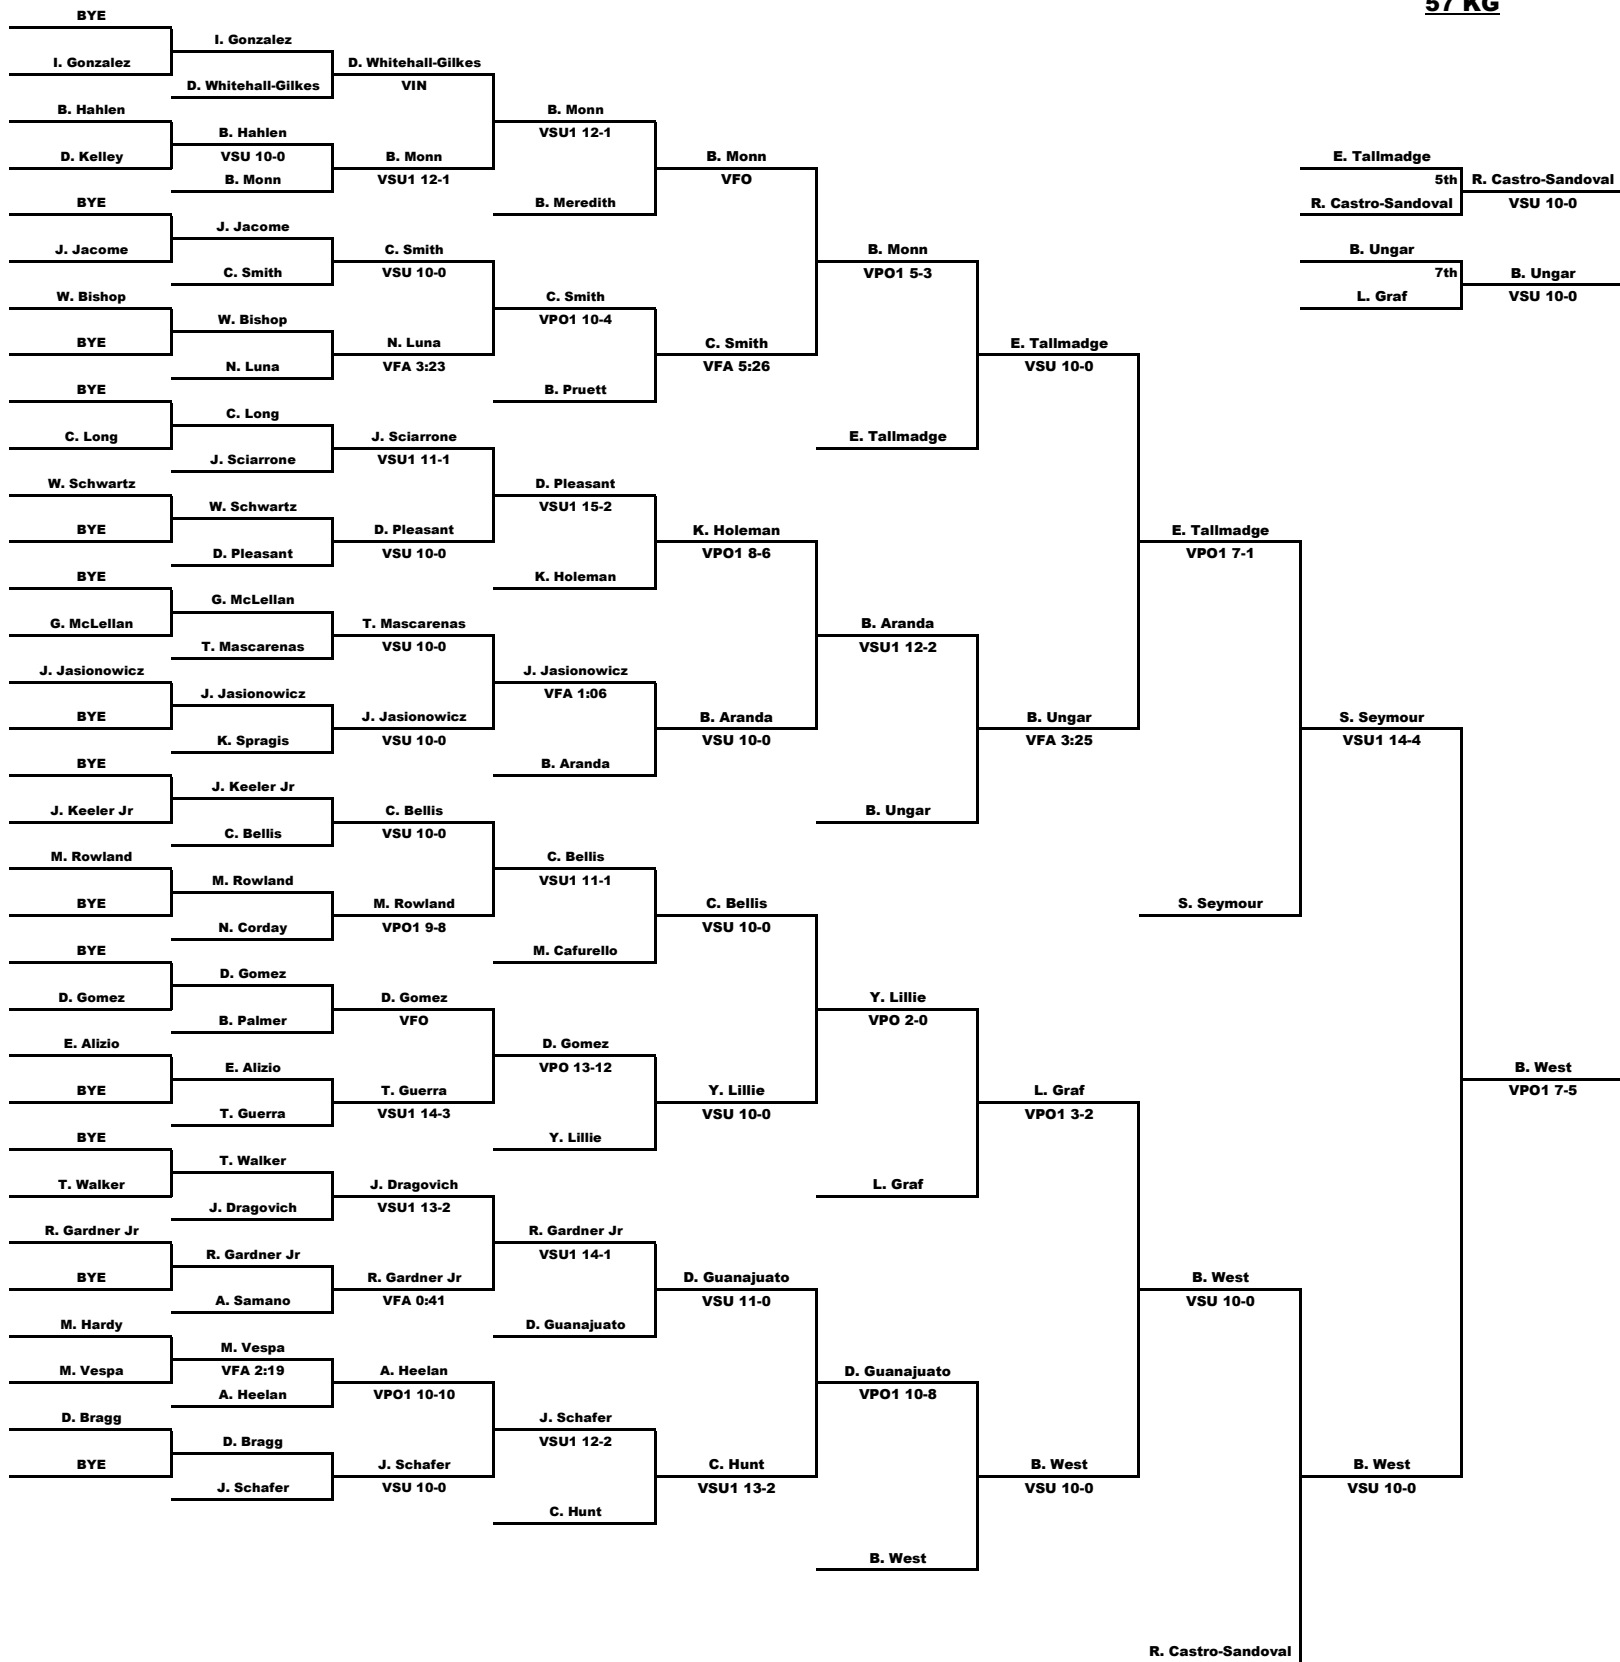 57 KG
BYE
I. Gonzalez
B. Hahlen
D. Kelley
BYE
J. Jacome
W. Bishop
BYE
BYE
C. Long
W. Schwartz
BYE
BYE
G. McLellan
J. Jasionowicz
BYE
BYE
J. Keeler Jr
M. Rowland
BYE
BYE
D. Gomez
E. Alizio
BYE
BYE
T. Walker
R. Gardner Jr
BYE
M. Hardy
M. Vespa
D. Bragg
BYE
I. Gonzalez
D. Whitehall-Gilkes
B. Hahlen
VSU 10-0
B. Monn
J. Jacome
C. Smith
W. Bishop
N. Luna
C. Long
J. Sciarrone
W. Schwartz
D. Pleasant
G. McLellan
T. Mascarenas
J. Jasionowicz
K. Spragis
J. Keeler Jr
C. Bellis
M. Rowland
N. Corday
D. Gomez
B. Palmer
E. Alizio
T. Guerra
T. Walker
J. Dragovich
R. Gardner Jr
A. Samano
M. Vespa
VFA 2:19
A. Heelan
D. Bragg
J. Schafer
D. Whitehall-Gilkes
VIN
B. Monn
VSU1 12-1
C. Smith
VSU 10-0
N. Luna
VFA 3:23
J. Sciarrone
VSU1 11-1
D. Pleasant
VSU 10-0
T. Mascarenas
VSU 10-0
J. Jasionowicz
VSU 10-0
C. Bellis
VSU 10-0
M. Rowland
VPO1 9-8
D. Gomez
VFO
T. Guerra
VSU1 14-3
J. Dragovich
VSU1 13-2
R. Gardner Jr
VFA 0:41
A. Heelan
VPO1 10-10
J. Schafer
VSU 10-0
B. Monn
VSU1 12-1
B. Meredith
C. Smith
VPO1 10-4
B. Pruett
D. Pleasant
VSU1 15-2
K. Holeman
J. Jasionowicz
VFA 1:06
B. Aranda
C. Bellis
VSU1 11-1
M. Cafurello
D. Gomez
VPO 13-12
Y. Lillie
R. Gardner Jr
VSU1 14-1
D. Guanajuato
J. Schafer
VSU1 12-2
C. Hunt
B. Monn
VFO
C. Smith
VFA 5:26
K. Holeman
VPO1 8-6
B. Aranda
VSU 10-0
C. Bellis
VSU 10-0
Y. Lillie
VSU 10-0
D. Guanajuato
VSU 11-0
C. Hunt
VSU1 13-2
B. Monn
VPO1 5-3
E. Tallmadge
B. Aranda
VSU1 12-2
B. Ungar
Y. Lillie
VPO 2-0
L. Graf
D. Guanajuato
VPO1 10-8
B. West
E. Tallmadge
VSU 10-0
B. Ungar
VFA 3:25
L. Graf
VPO1 3-2
B. West
VSU 10-0
E. Tallmadge
VPO1 7-1
S. Seymour
B. West
VSU 10-0
R. Castro-Sandoval
S. Seymour
VSU1 14-4
B. West
VSU 10-0
B. West
VPO1 7-5
E. Tallmadge
5th
R. Castro-Sandoval
R. Castro-Sandoval
VSU 10-0
B. Ungar
7th
L. Graf
B. Ungar
VSU 10-0